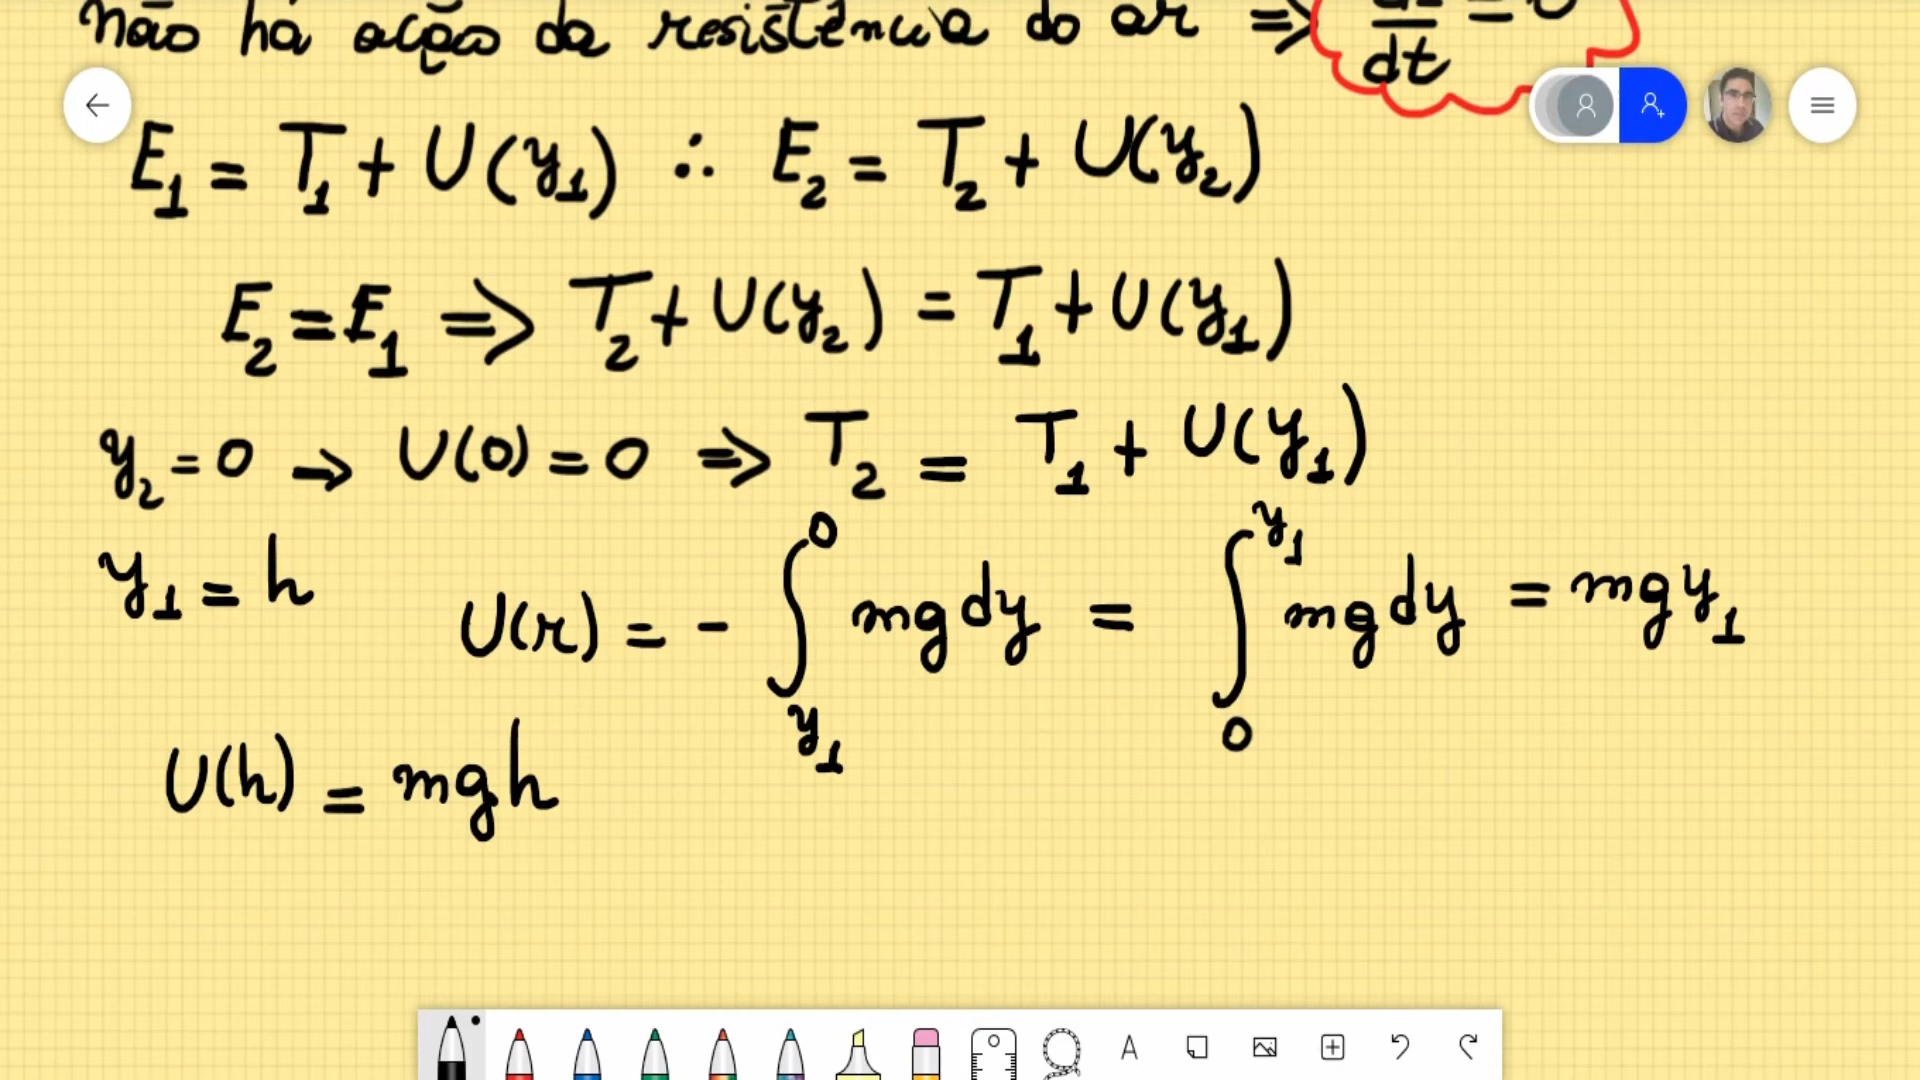 não há ação da resistência do ar ⇒ dE/dt = 0
E₁ = T₁ + U(y₁) ∴ E₂ = T₂ + U(y₂)
E₂ = E₁ ⇒ T₂ + U(y₂) = T₁ + U(y₁)
y₂ = 0 → U(0) = 0 ⇒ T₂ = T₁ + U(y₁)
y₁ = h U(r) = - ∫_{y₁}^{0} mg dy = ∫_{0}^{y₁} mg dy = mgy₁
U(h) = mgh